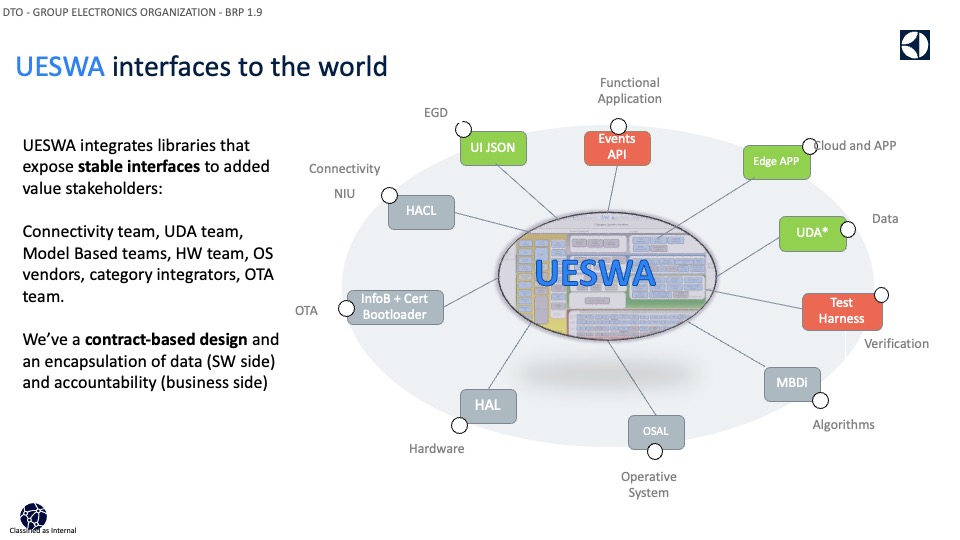 DTO - GROUP ELECTRONICS ORGANIZATION - BRP 1.9
UESWA interfaces to the world
UESWA integrates libraries that
expose stable interfaces to added
value stakeholders:
Connectivity team, UDA team,
Model Based teams, HW team, OS
vendors, category integrators, OTA
team.
We’ve a contract-based design and
an encapsulation of data (SW side)
and accountability (business side)
Functional
Application
Events
API
EGD
UI JSON
Cloud and APP
Edge APP
Connectivity
NIU
HACL
Data
UDA*
UESWA
OTA
InfoB + Cert
Bootloader
Test
Harness
Verification
MBDi
Algorithms
HAL
Hardware
OSAL
Operative
System
Classified as Internal